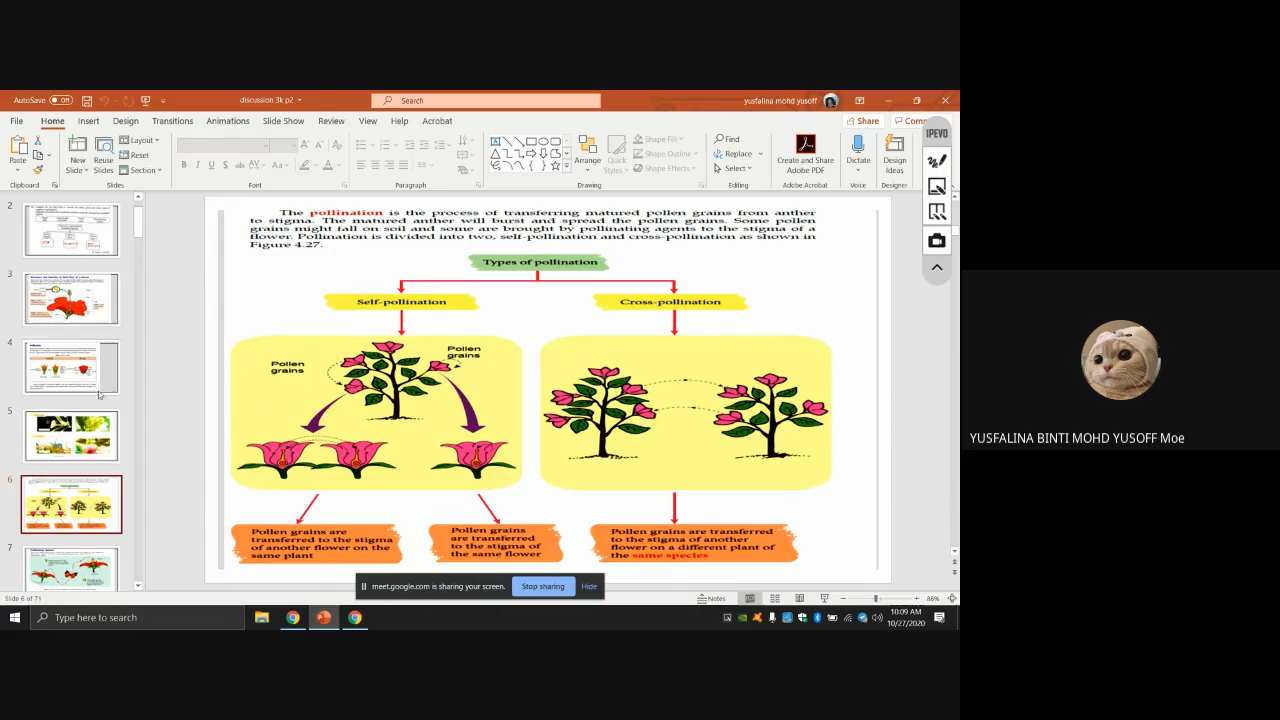 AutoSave Off
discussion 3k p2
Search
yusfalina mohd yusoff
File Home Insert Design Transitions Animations Slide Show Review View Help Acrobat
Share
Comm
IPEVO
Paste
New Slide
Reuse Slides
Layout
Reset
Section
Arrange
Quick Styles
Shape Fill
Shape Outline
Shape Effects
Find
Replace
Select
Create and Share Adobe PDF
Dictate
Design Ideas
Clipboard Slides Font Paragraph Drawing Editing Adobe Acrobat Voice Designer
2
3
4
5
6
7
The pollination is the process of transferring matured pollen grains from anther
to stigma. The matured anther will burst and spread the pollen grains. Some pollen
grains might fall on soil and some are brought by pollinating agents to the stigma of a
flower. Pollination is divided into two, self-pollination and cross-pollination as shown in
Figure 4.27.
Types of pollination
Self-pollination
Cross-pollination
Pollen
grains
Pollen
grains
Pollen grains are
transferred to the stigma
of another flower on the
same plant
Pollen grains
are transferred
to the stigma of
the same flower
Pollen grains are transferred
to the stigma of another
flower on a different plant of
the same species
meet.google.com is sharing your screen.
Stop sharing
Hide
Slide 6 of 71
Notes
86%
Type here to search
10:09 AM
10/27/2020
YUSFALINA BINTI MOHD YUSOFF Moe